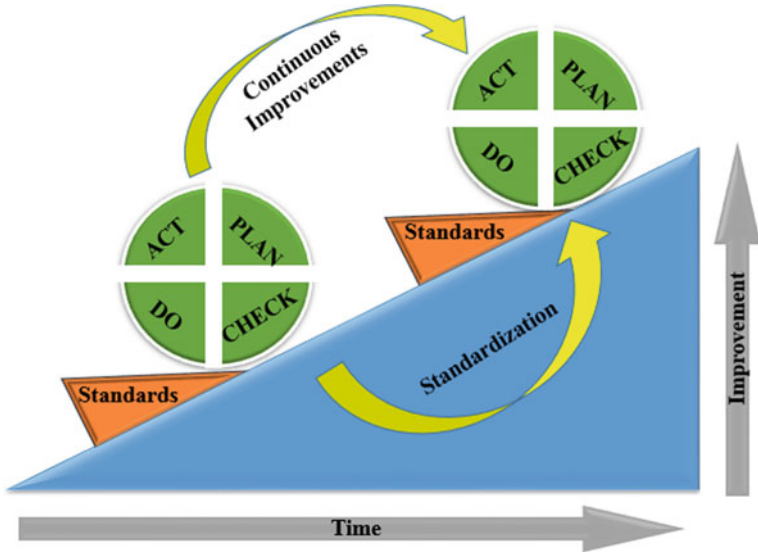 Continuous
Improvements
ACT
PLAN
DO
CHECK
Standards
ACT
PLAN
DO
CHECK
Standards
Standardization
Improvement
Time